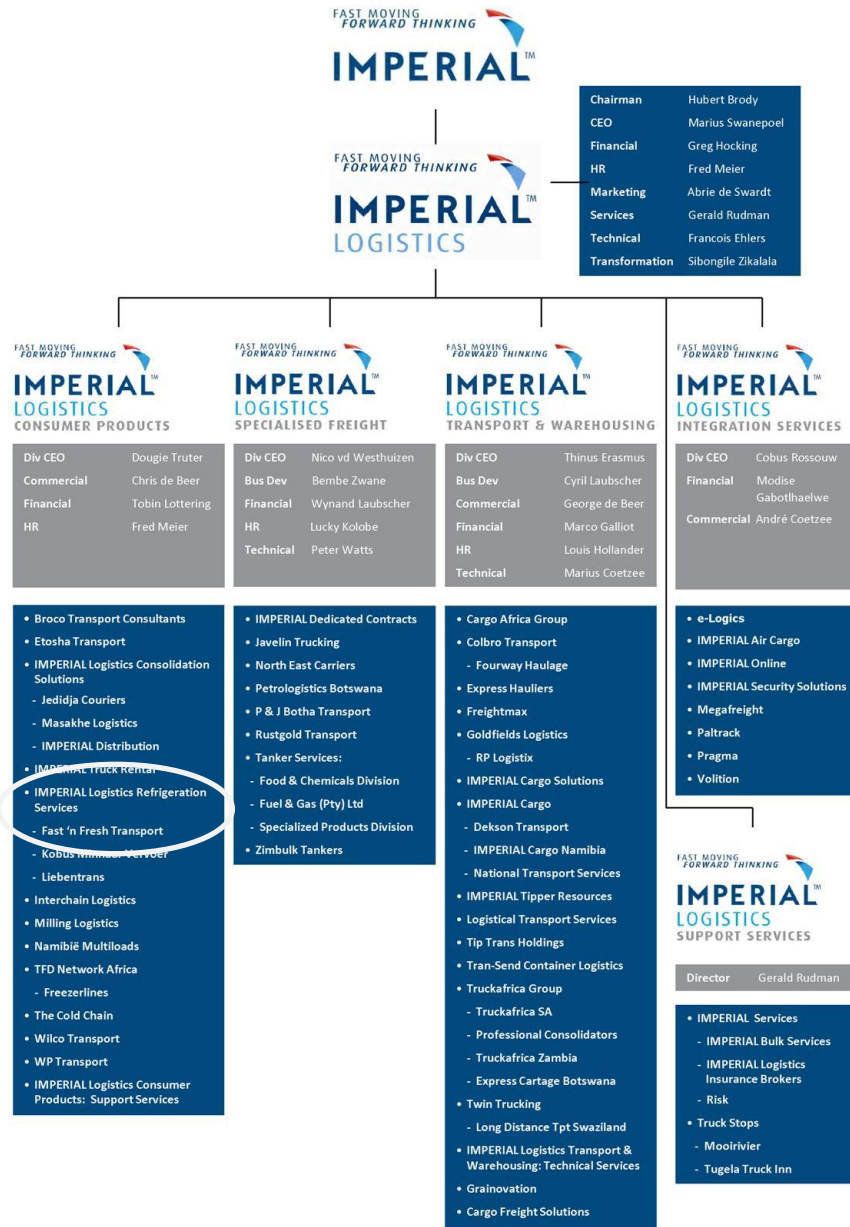 FAST MOVING
FORWARD THINKING
IMPERIAL™
FAST MOVING
FORWARD THINKING
IMPERIAL™
LOGISTICS
Chairman Hubert Brody
CEO Marius Swanepoel
Financial Greg Hocking
HR Fred Meier
Marketing Abrie de Swardt
Services Gerald Rudman
Technical Francois Ehlers
Transformation Sibongile Zikalala
FAST MOVING
FORWARD THINKING
IMPERIAL™
LOGISTICS
CONSUMER PRODUCTS
Div CEO Dougie Truter
Commercial Chris de Beer
Financial Tobin Lottering
HR Fred Meier
• Broco Transport Consultants
• Etosha Transport
• IMPERIAL Logistics Consolidation
Solutions
- Jedidja Couriers
- Masakhe Logistics
- IMPERIAL Distribution
• IMPERIAL Truck Rental
• IMPERIAL Logistics Refrigeration
Services
- Fast 'n Fresh Transport
- Kobus Minnaar Vervoer
- Liebentrans
• Interchain Logistics
• Milling Logistics
• Namibië Multiloads
• TFD Network Africa
- Freezerlines
• The Cold Chain
• Wilco Transport
• WP Transport
• IMPERIAL Logistics Consumer
Products: Support Services
FAST MOVING
FORWARD THINKING
IMPERIAL™
LOGISTICS
SPECIALISED FREIGHT
Div CEO Nico vd Westhuizen
Bus Dev Bembe Zwane
Financial Wynand Laubscher
HR Lucky Kolobe
Technical Peter Watts
• IMPERIAL Dedicated Contracts
• Javelin Trucking
• North East Carriers
• Petrologistics Botswana
• P & J Botha Transport
• Rustgold Transport
• Tanker Services:
- Food & Chemicals Division
- Fuel & Gas (Pty) Ltd
- Specialized Products Division
• Zimbulk Tankers
FAST MOVING
FORWARD THINKING
IMPERIAL™
LOGISTICS
TRANSPORT & WAREHOUSING
Div CEO Thinus Erasmus
Bus Dev Cyril Laubscher
Commercial George de Beer
Financial Marco Galliot
HR Louis Hollander
Technical Marius Coetzee
• Cargo Africa Group
• Colbro Transport
- Fourway Haulage
• Express Hauliers
• Freightmax
• Goldfields Logistics
- RP Logistix
• IMPERIAL Cargo Solutions
• IMPERIAL Cargo
- Dekson Transport
- IMPERIAL Cargo Namibia
- National Transport Services
• IMPERIAL Tipper Resources
• Logistical Transport Services
• Tip Trans Holdings
• Tran-Send Container Logistics
• Truckafrica Group
- Truckafrica SA
- Professional Consolidators
- Truckafrica Zambia
- Express Cartage Botswana
• Twin Trucking
- Long Distance Tpt Swaziland
• IMPERIAL Logistics Transport &
Warehousing: Technical Services
• Grainovation
• Cargo Freight Solutions
FAST MOVING
FORWARD THINKING
IMPERIAL™
LOGISTICS
INTEGRATION SERVICES
Div CEO Cobus Rossouw
Financial Modise
Gabotlhaelwe
Commercial André Coetzee
• e-Logics
• IMPERIAL Air Cargo
• IMPERIAL Online
• IMPERIAL Security Solutions
• Megafreight
• Paltrack
• Pragma
• Volition
FAST MOVING
FORWARD THINKING
IMPERIAL™
LOGISTICS
SUPPORT SERVICES
Director Gerald Rudman
• IMPERIAL Services
- IMPERIAL Bulk Services
- IMPERIAL Logistics
Insurance Brokers
- Risk
• Truck Stops
- Mooirivier
- Tugela Truck Inn